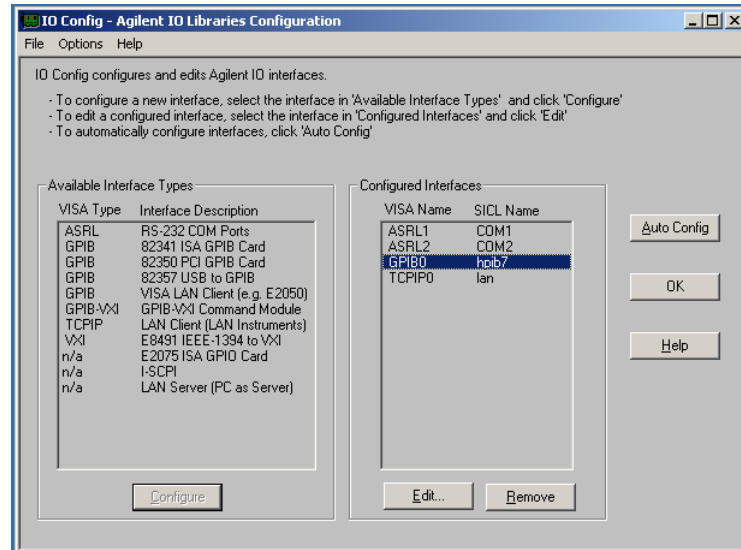 IO Config - Agilent IO Libraries Configuration
File Options Help
IO Config configures and edits Agilent IO interfaces.
- To configure a new interface, select the interface in 'Available Interface Types' and click 'Configure'
- To edit a configured interface, select the interface in 'Configured Interfaces' and click 'Edit'
- To automatically configure interfaces, click 'Auto Config'
Available Interface Types
VISA Type Interface Description
ASRL RS-232 COM Ports
GPIB 82341 ISA GPIB Card
GPIB 82350 PCI GPIB Card
GPIB 82357 USB to GPIB
GPIB VISA LAN Client (e.g. E2050)
GPIB-VXI GPIB-VXI Command Module
TCPIP LAN Client (LAN Instruments)
VXI E8491 IEEE-1394 to VXI
n/a E2075 ISA GPIO Card
n/a I-SCPI
n/a LAN Server (PC as Server)
Configure
Configured Interfaces
VISA Name SICL Name
ASRL1 COM1
ASRL2 COM2
GPIB0 hpib7
TCPIP0 lan
Edit... Remove
Auto Config
OK
Help